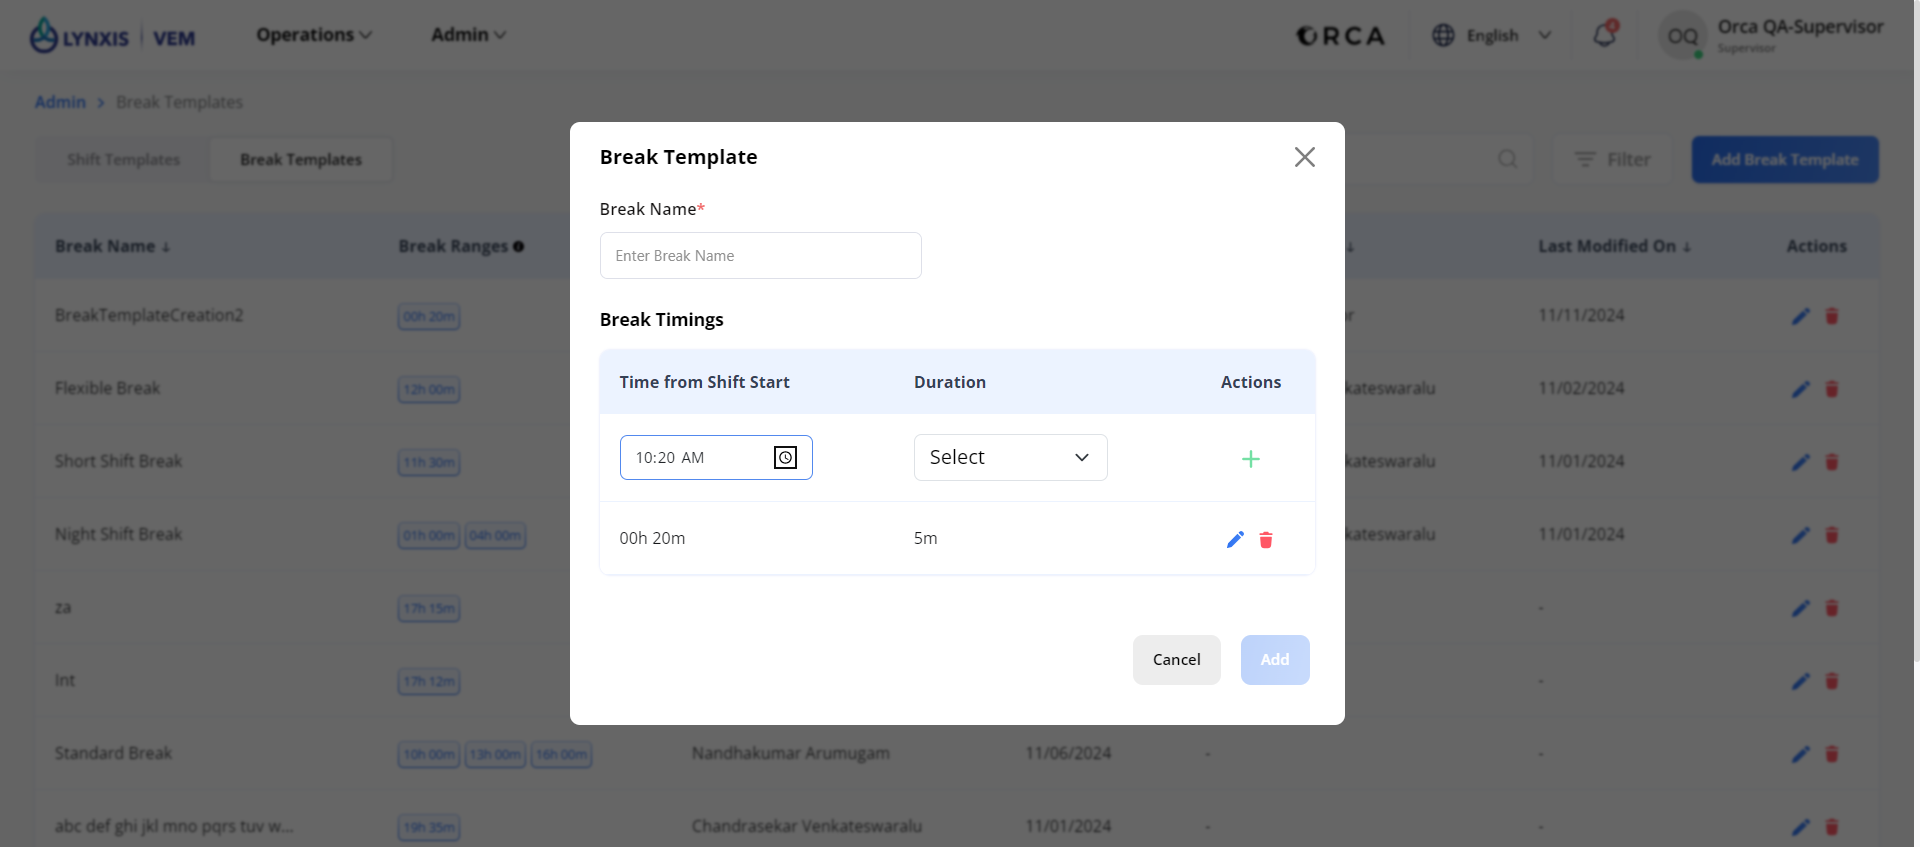 LYNXIS | VEM
Operations
Admin
ORCA
English
4
OQ
Orca QA-Supervisor
Supervisor
Admin > Break Templates
Shift Templates
Break Templates
Filter
Add Break Template
Break Name ↓
Break Ranges
↓
Last Modified On ↓
Actions
BreakTemplateCreation2
00h 20m
11/11/2024
Flexible Break
12h 00m
kateswaralu
11/02/2024
Short Shift Break
11h 30m
kateswaralu
11/01/2024
Night Shift Break
01h 00m
04h 00m
kateswaralu
11/01/2024
za
17h 15m
-
Int
17h 12m
-
Standard Break
10h 00m
13h 00m
16h 00m
Nandhakumar Arumugam
11/06/2024
-
-
abc def ghi jkl mno pqrs tuv w...
19h 35m
Chandrasekar Venkateswaralu
11/01/2024
-
-
Break Template
Break Name*
Enter Break Name
Break Timings
Time from Shift Start
Duration
Actions
10:20 AM
Select
00h 20m
5m
Cancel
Add